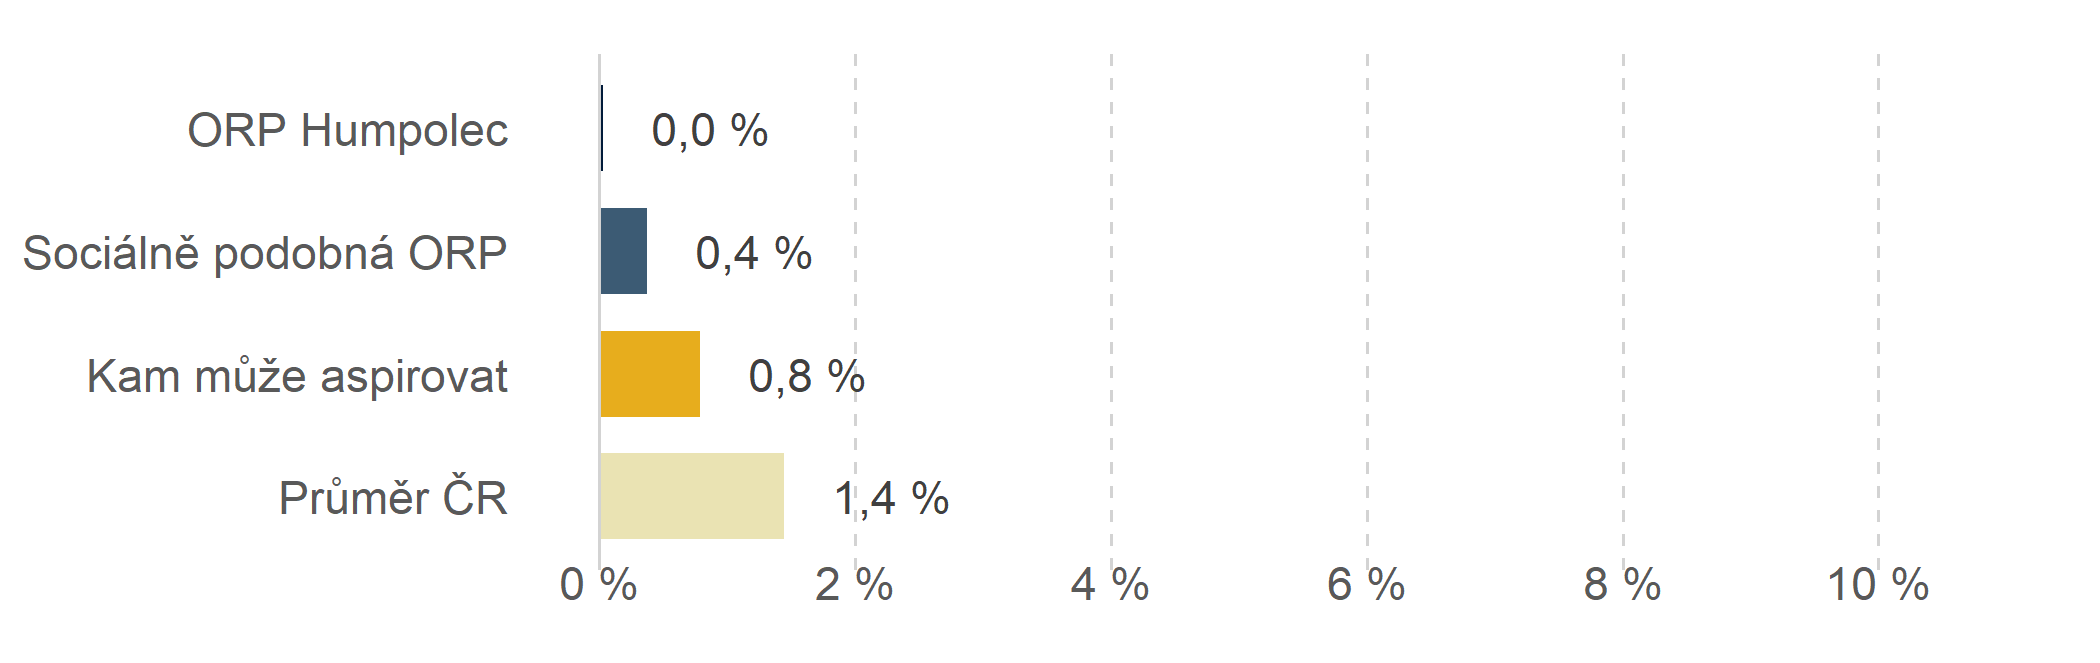 ORP Humpolec 0,0 %
Sociálně podobná ORP 0,4 %
Kam může aspirovat 0,8 %
Průměr ČR 1,4 %
0 % 2 % 4 % 6 % 8 % 10 %